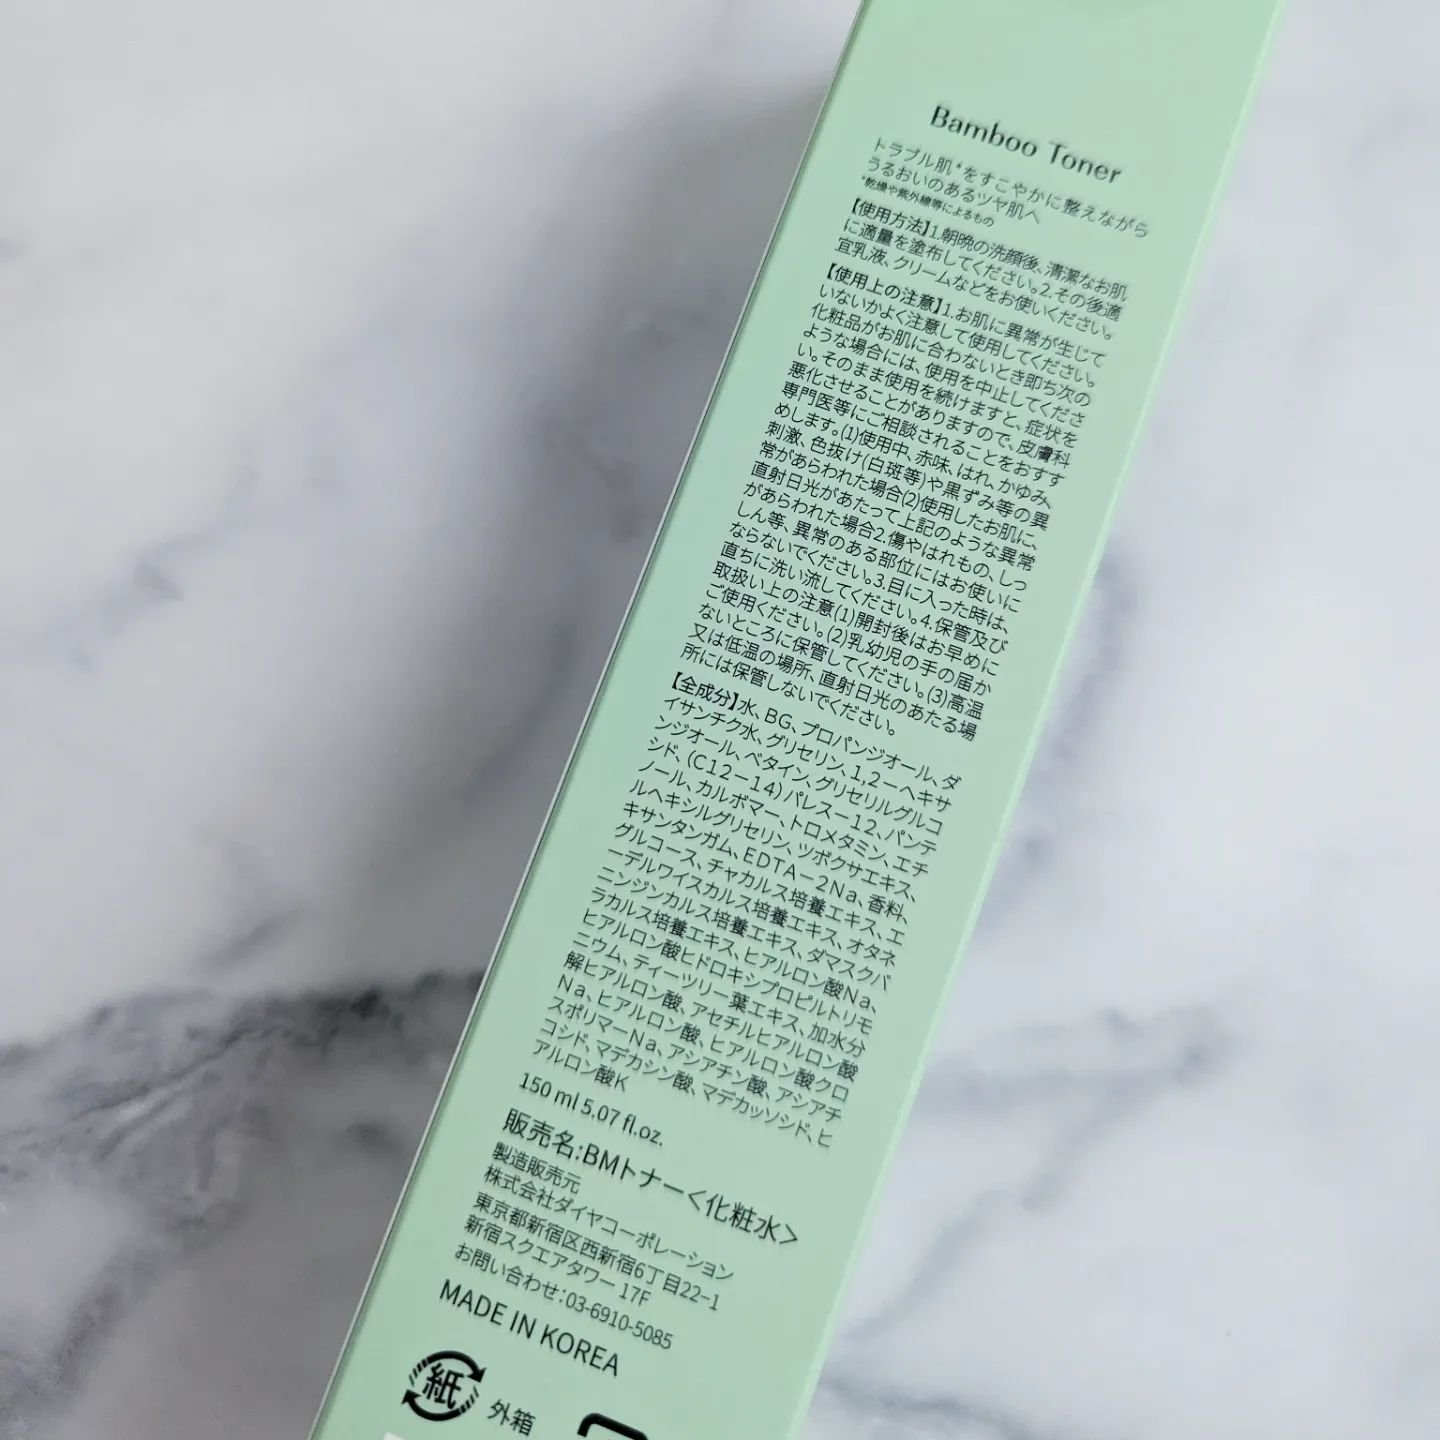 Bamboo Toner
トラブル肌*をすこやかに整えながら
うるおいのあるツヤ肌へ
*乾燥や紫外線等によるもの
【使用方法】1.朝晩の洗顔後、清潔なお肌
に適量を塗布してください。2.その後適
宜乳液、クリームなどをお使いください。
【使用上の注意】1.お肌に異常が生じて
いないかよく注意して使用してください。
化粧品がお肌に合わないとき即ち次の
ような場合には、使用を中止してくださ
い。そのまま使用を続けますと、症状を
悪化させることがありますので、皮膚科
専門医等にご相談されることをおすす
めします。(1)使用中、赤味、はれ、かゆみ、
刺激、色抜け(白斑等)や黒ずみ等の異
常があらわれた場合(2)使用したお肌に、
直射日光があたって上記のような異常
があらわれた場合2.傷やはれもの、しっ
しん等、異常のある部位にはお使いに
ならないでください。3.目に入った時は、
直ちに洗い流してください。4.保管及び
取扱い上の注意(1)開封後はお早めに
ご使用ください。(2)乳幼児の手の届か
ないところに保管してください。(3)高温
又は低温の場所、直射日光のあたる場
所には保管しないでください。
【全成分】水、BG、プロパンジオール、ダ
イサンチク水、グリセリン、1,2－ヘキサ
ンジオール、ベタイン、グリセリルグルコ
シド、(C12－14)パレス－12、パンテ
ノール、カルボマー、トロメタミン、エチ
ルヘキシルグリセリン、ツボクサエキス、
キサンタンガム、EDTA－2Na、香料、
グルコース、チャカルス培養エキス、エ
ーデルワイスカルス培養エキス、オタネ
ニンジンカルス培養エキス、ダマスクバ
ラカルス培養エキス、ヒアルロン酸Na、
ヒアルロン酸ヒドロキシプロピルトリモ
ニウム、ティーツリー葉エキス、加水分
解ヒアルロン酸、アセチルヒアルロン酸
Na、ヒアルロン酸、ヒアルロン酸クロ
スポリマーNa、アシアチン酸、アシアチ
コシド、マデカシン酸、マデカッソシド、ヒ
アルロン酸K
150 ml 5.07 fl.oz.
販売名:BMトナー<化粧水>
製造販売元
株式会社ダイヤコーポレーション
東京都新宿区西新宿6丁目22-1
新宿スクエアタワー 17F
お問い合わせ:03-6910-5085
MADE IN KOREA
紙
外箱